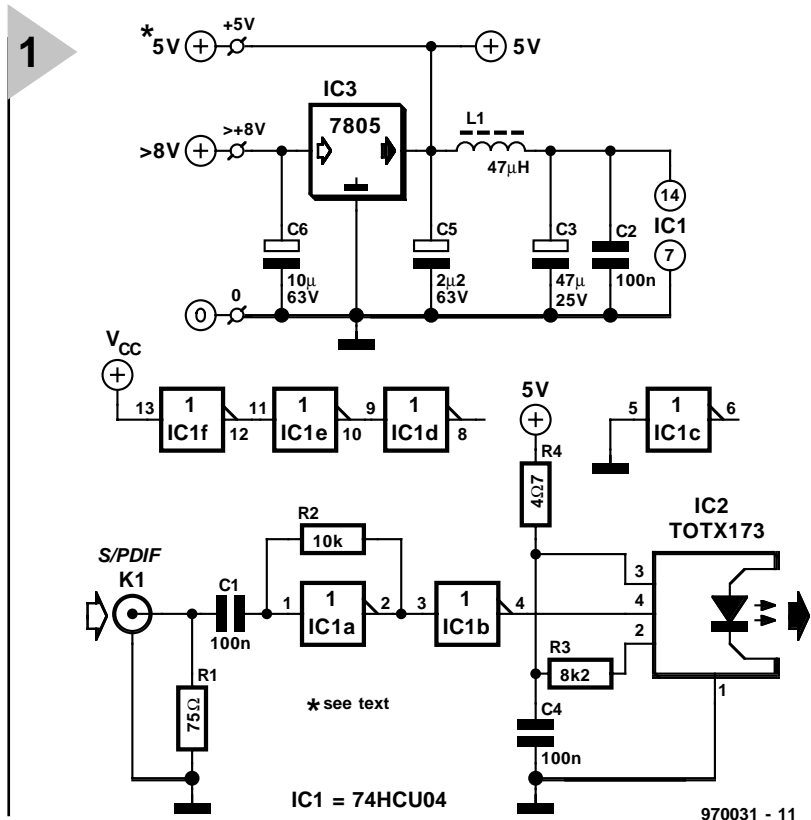 1
* 5V +5V 5V
IC3
7805
L1
>8V >+8V
47μH
14
IC1
7
C6
10μ
63V
C5
2μ2
63V
C3
47μ
25V
C2
100n
0 0
VCC
13 1 IC1f 12
11 1 IC1e 10
9 1 IC1d 8
5V
5 1 IC1c 6
R4
4Ω7
IC2
TOTX173
R2
10k
S/PDIF
K1
C1
100n
1 1 IC1a 2
3 1 IC1b 4
3
4
2
R3
8k2
1
R1
75Ω
* see text
C4
100n
IC1 = 74HCU04
970031 - 11